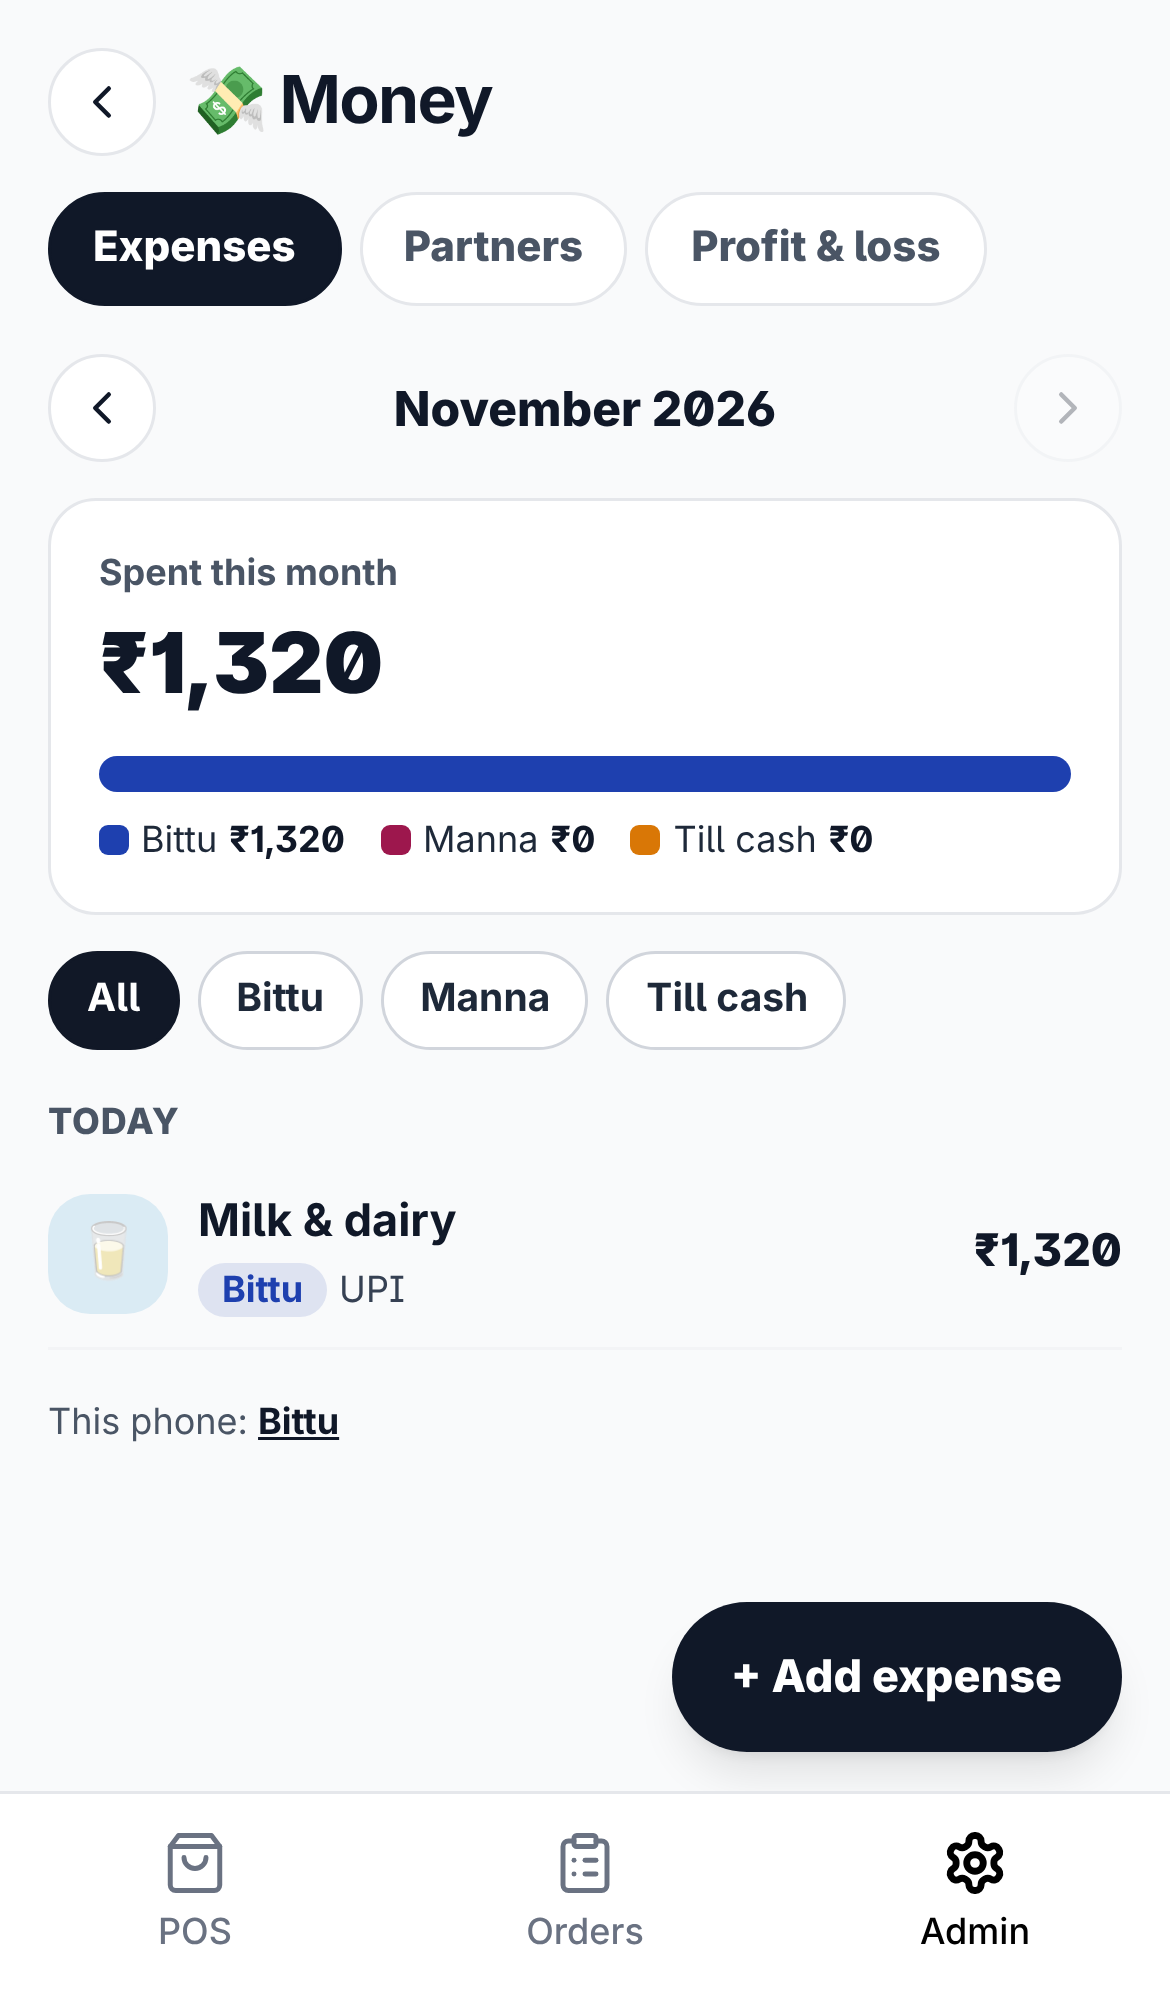 💸 Money
Expenses Partners Profit & loss
November 2026
Spent this month
₹1,320
Bittu ₹1,320 Manna ₹0 Till cash ₹0
All Bittu Manna Till cash
TODAY
Milk & dairy
₹1,320
Bittu UPI
This phone: Bittu
+ Add expense
POS Orders Admin